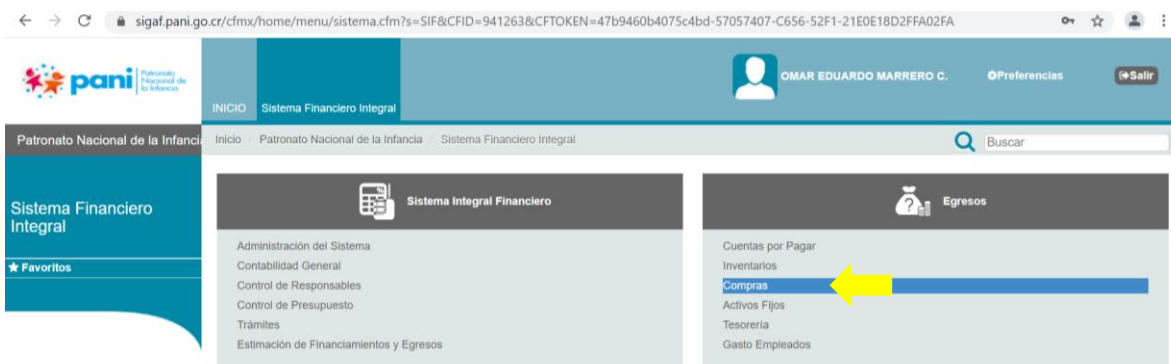 sigaf.pani.go.cr/cfmx/home/menu/sistema.cfm?s=SIF&CFID=941263&CFTOKEN=47b9460b4075c4bd-57057407-C656-52F1-21E0E18D2FFA02FA
pani Patronato Nacional de la Infancia
INICIO Sistema Financiero Integral
OMAR EDUARDO MARRERO C. Preferencias Salir
Patronato Nacional de la Infanci
Inicio / Patronato Nacional de la Infancia / Sistema Financiero Integral
Buscar
Sistema Financiero
Integral
Favoritos
Sistema Integral Financiero
Administración del Sistema
Contabilidad General
Control de Responsables
Control de Presupuesto
Trámites
Estimación de Financiamientos y Egresos
Egresos
Cuentas por Pagar
Inventarios
Compras
Activos Fijos
Tesorería
Gasto Empleados